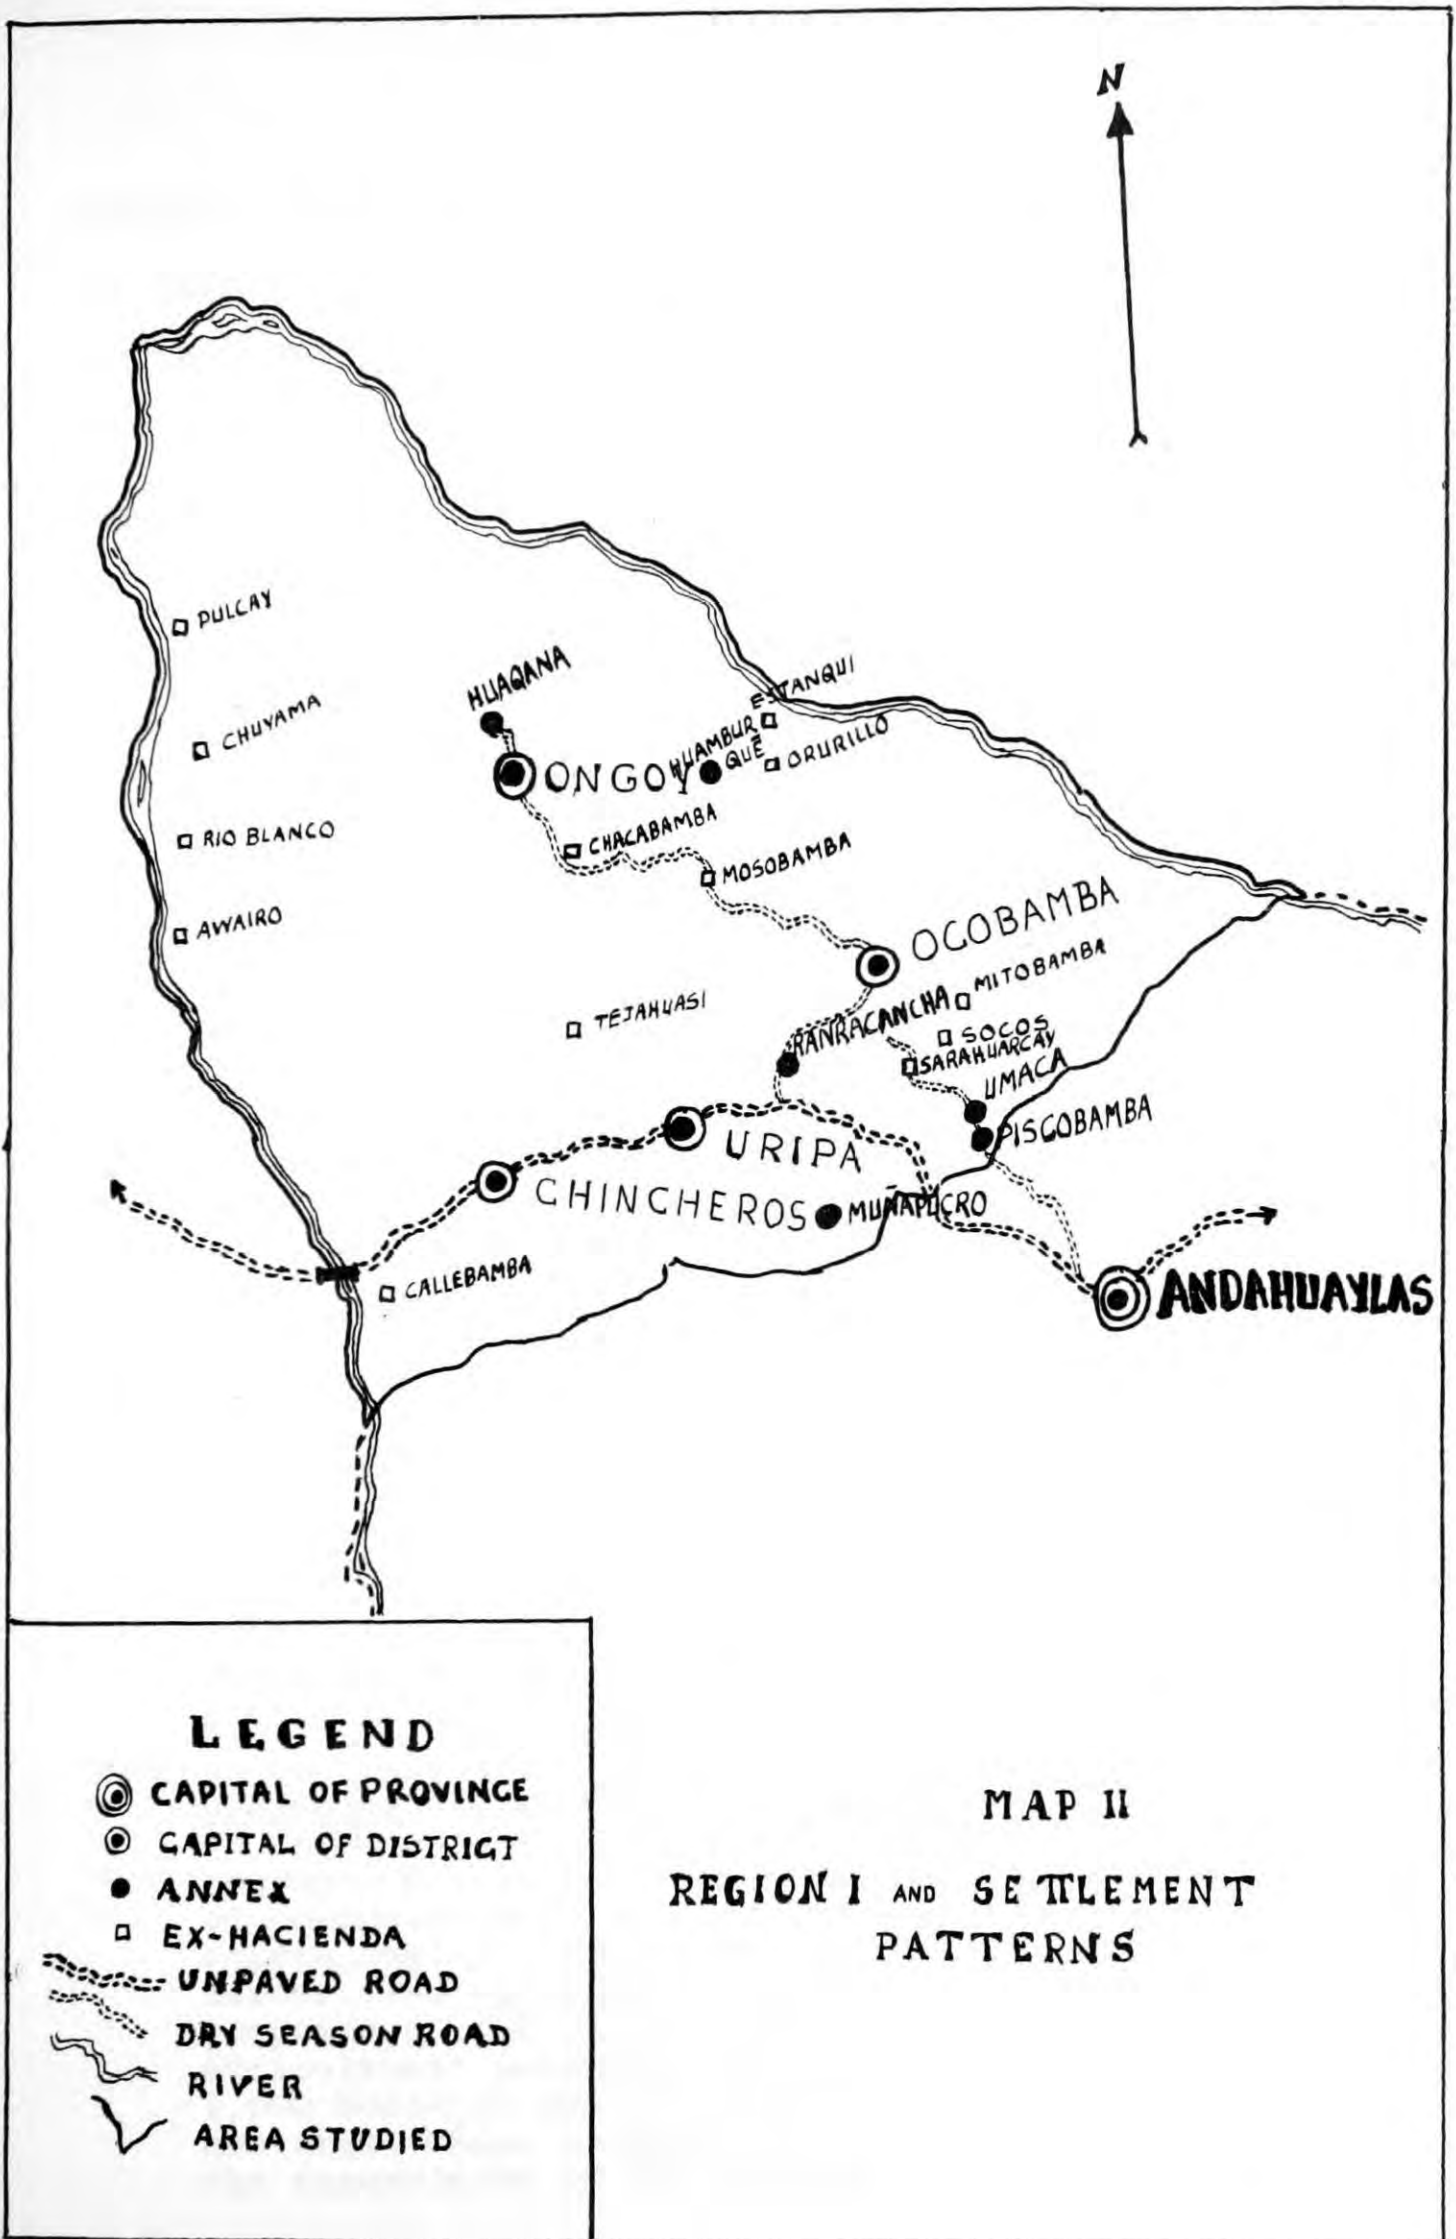 N
PULCAY
HUAQANA
ESTANQUI
CHUYAMA
HUAMBUR
QUÉ
ORURILLO
ONGOY
RIO BLANCO
CHACABAMBA
MOSOBAMBA
AWAIRO
OCOBAMBA
MITOBAMBA
TEJAHUASI
RANRACANCHA
SOCOS
SARAHUARCAY
UMACA
PISCOBAMBA
URIPA
CHINCHEROS
MUÑAPUCRO
CALLEBAMBA
ANDAHUAYLAS
LEGEND
CAPITAL OF PROVINCE
CAPITAL OF DISTRICT
ANNEX
EX-HACIENDA
UNPAVED ROAD
DRY SEASON ROAD
RIVER
AREA STUDIED
MAP II
REGION I AND SETTLEMENT
PATTERNS